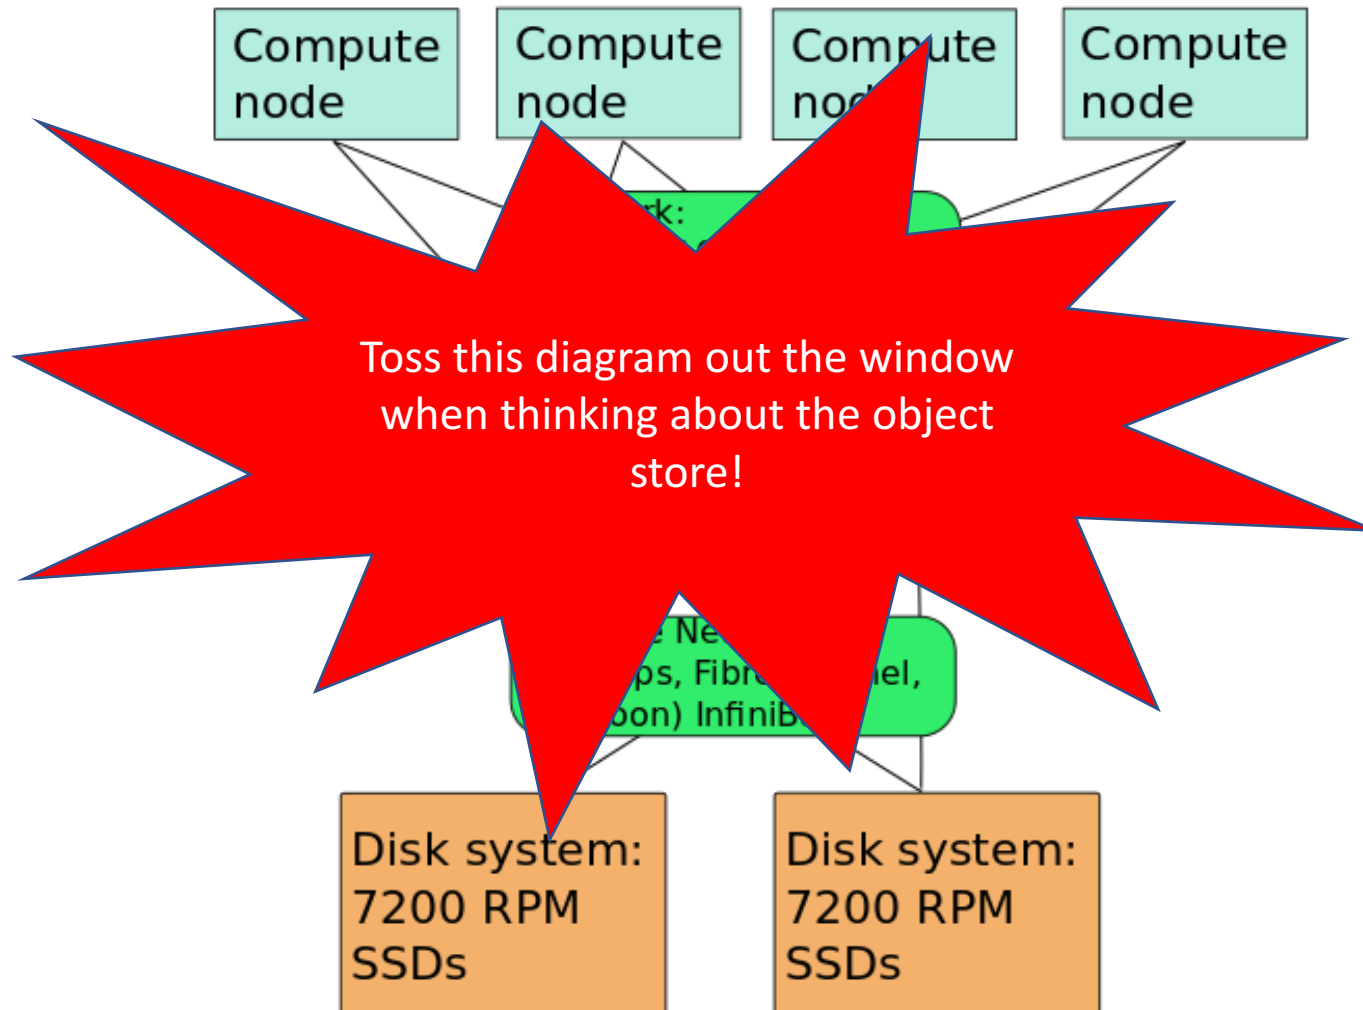 Compute
node
Compute
node
Compute
node
Compute
node
Toss this diagram out the window
when thinking about the object
store!
Disk system:
7200 RPM
SSDs
Disk system:
7200 RPM
SSDs